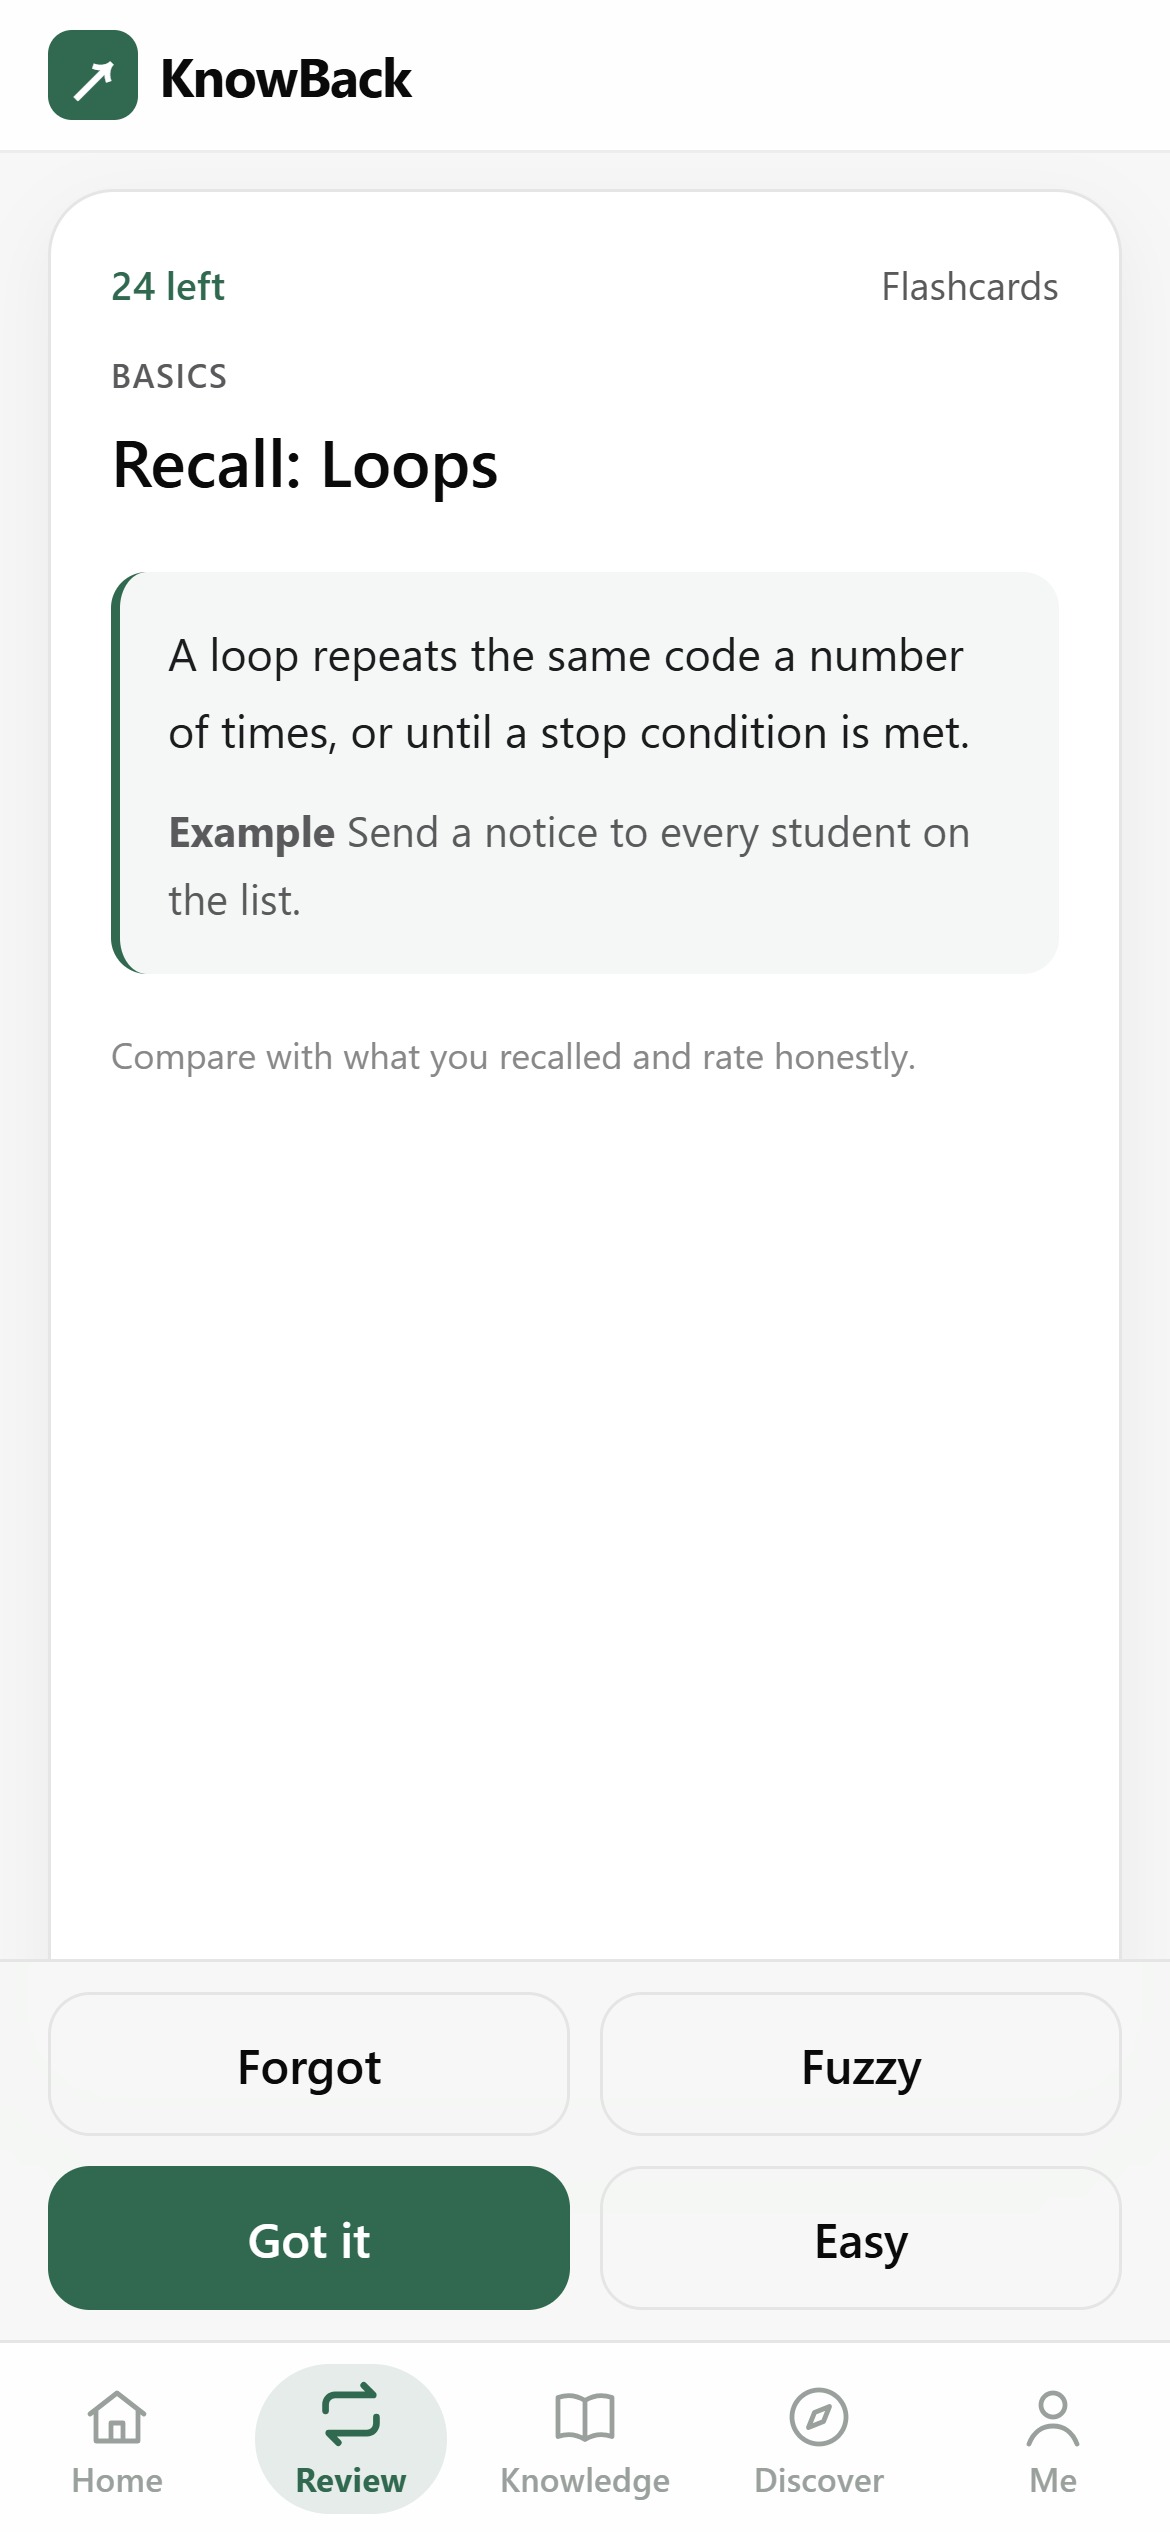 KnowBack
24 left
Flashcards
BASICS
Recall: Loops
A loop repeats the same code a number
of times, or until a stop condition is met.
Example Send a notice to every student on
the list.
Compare with what you recalled and rate honestly.
Forgot
Fuzzy
Got it
Easy
Home
Review
Knowledge
Discover
Me